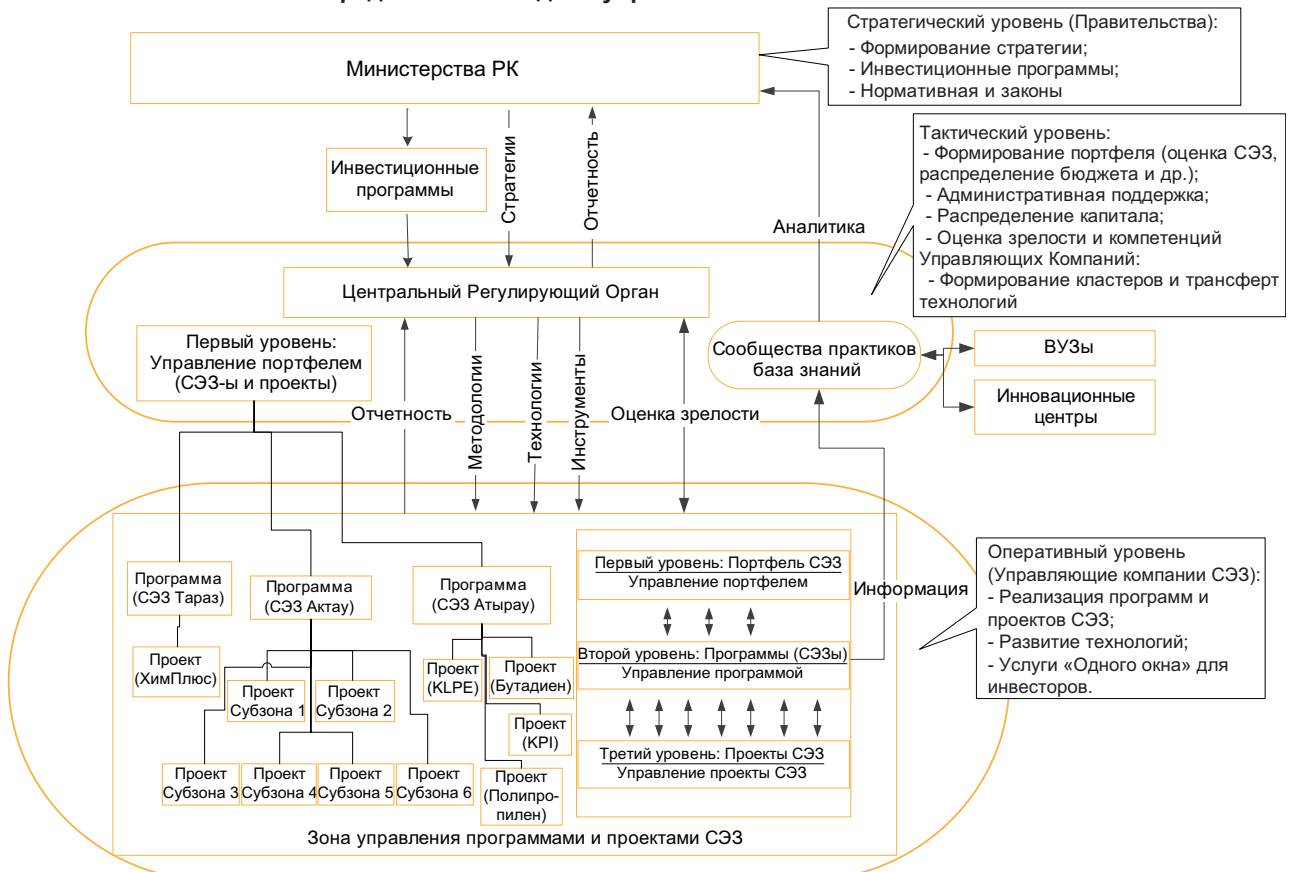 Стратегический уровень (Правительства):
- Формирование стратегии;
- Инвестиционные программы;
- Нормативная и законы
Министерства РК
Тактический уровень:
- Формирование портфеля (оценка СЭЗ,
распределение бюджета и др.);
- Административная поддержка;
- Распределение капитала;
- Оценка зрелости и компетенций
Управляющих Компаний:
- Формирование кластеров и трансферт
технологий
Инвестиционные
программы
Стратегии
Отчетность
Аналитика
Центральный Регулирующий Орган
Первый уровень:
Управление портфелем
(СЭЗ-ы и проекты)
Сообщества практиков
база знаний
ВУЗы
Инновационные
центры
Отчетность
Методологии
Технологии
Инструменты
Оценка зрелости
Программа
(СЭЗ Тараз)
Программа
(СЭЗ Актау)
Программа
(СЭЗ Атырау)
Первый уровень: Портфель СЭЗ
Управление портфелем
Информация
Оперативный уровень
(Управляющие компании СЭЗ):
- Реализация программ и
проектов СЭЗ;
- Развитие технологий;
- Услуги «Одного окна» для
инвесторов.
Проект
(ХимПлюс)
Проект
Субзона 1
Проект
Субзона 2
Проект
(KLPE)
Проект
(Бутадиен)
Второй уровень: Программы (СЭЗы)
Управление программой
Проект
(KPI)
Проект
Субзона 3
Проект
Субзона 4
Проект
Субзона 5
Проект
Субзона 6
Проект
(Полипро-
пилен)
Третий уровень: Проекты СЭЗ
Управление проекты СЭЗ
Зона управления программами и проектами СЭЗ